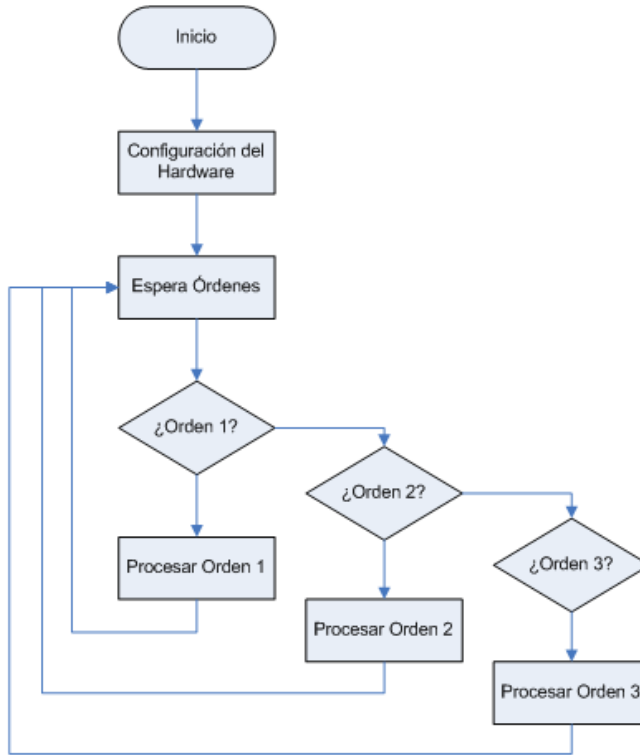 Inicio
Configuración del
Hardware
Espera Órdenes
¿Orden 1?
¿Orden 2?
¿Orden 3?
Procesar Orden 1
Procesar Orden 2
Procesar Orden 3